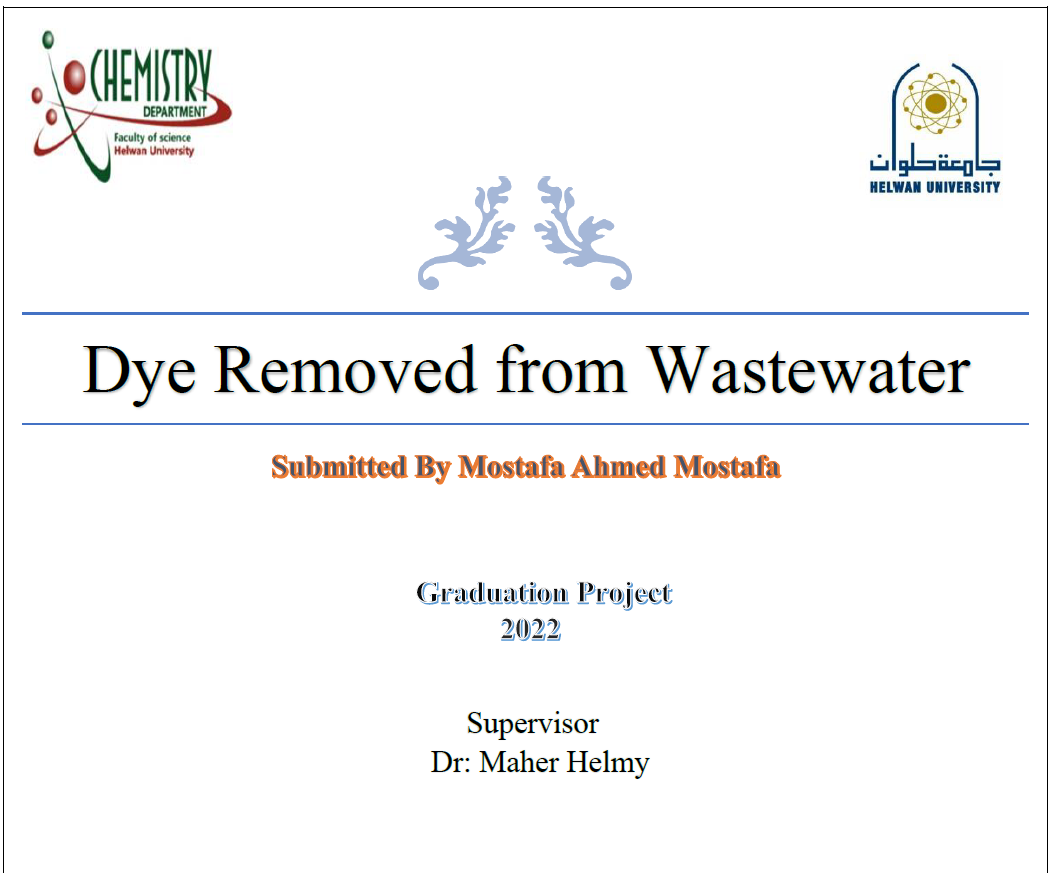 CHEMISTRY
DEPARTMENT
Faculty of science
Helwan University
جامعة حلوان
HELWAN UNIVERSITY
Dye Removed from Wastewater
Submitted By Mostafa Ahmed Mostafa
Graduation Project
2022
Supervisor
Dr: Maher Helmy